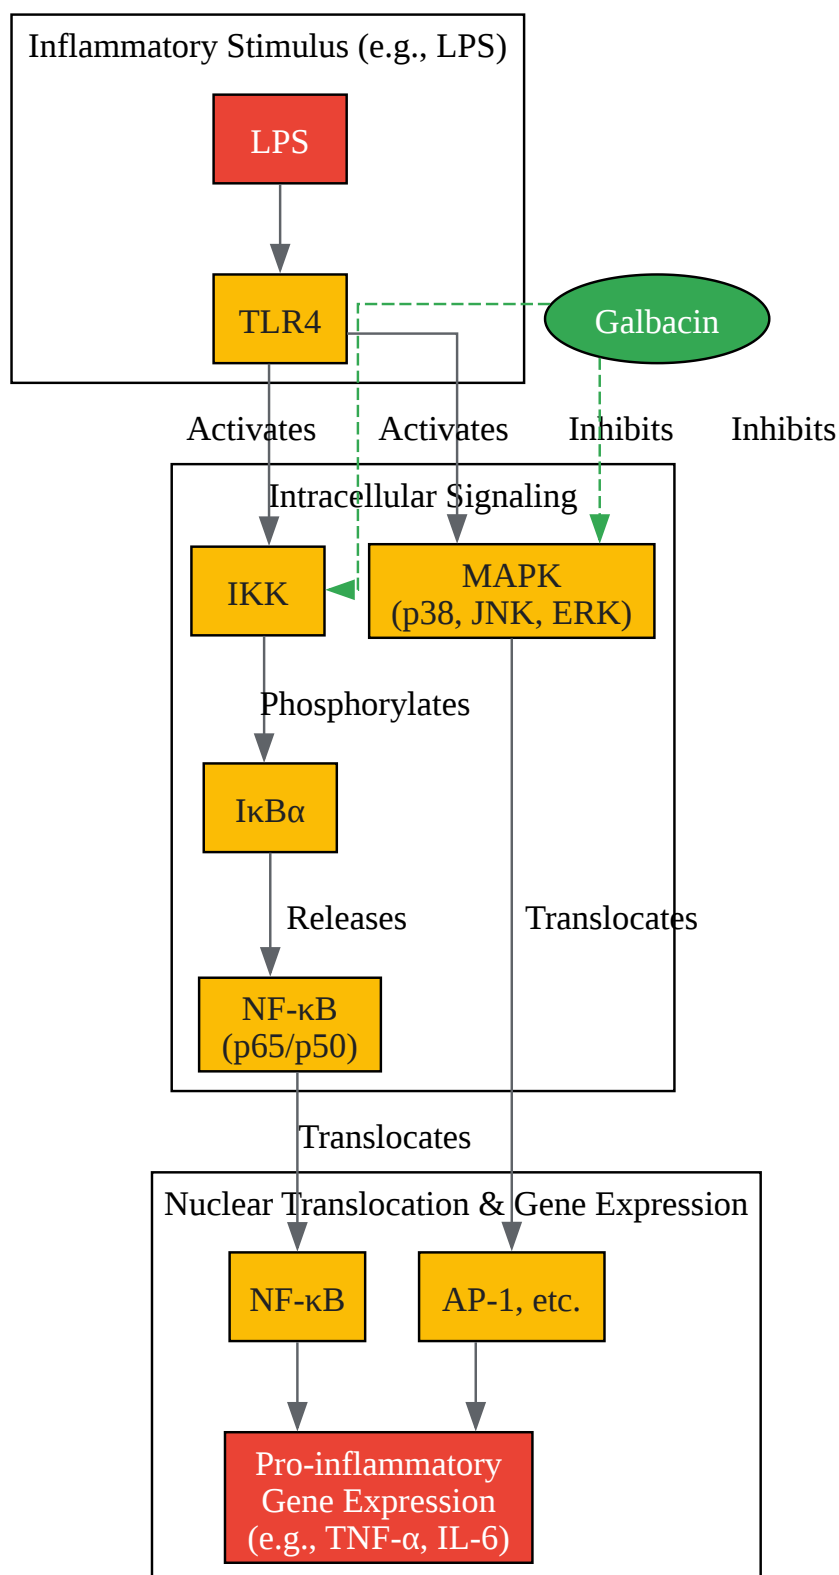 Inflammatory Stimulus (e.g., LPS)
LPS
TLR4
Galbacin
Activates
Activates
Inhibits
Inhibits
Intracellular Signaling
IKK
MAPK
(p38, JNK, ERK)
Phosphorylates
IκBα
Releases
Translocates
NF-κB
(p65/p50)
Translocates
Nuclear Translocation & Gene Expression
NF-κB
AP-1, etc.
Pro-inflammatory
Gene Expression
(e.g., TNF-α, IL-6)